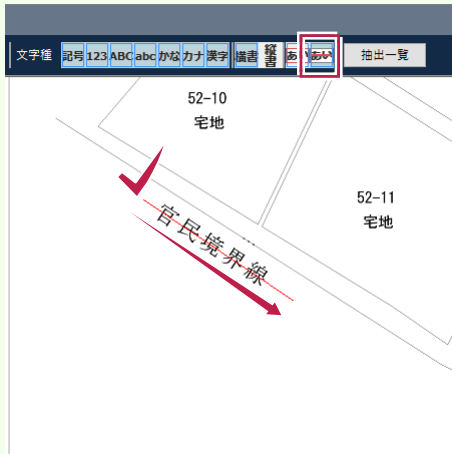 文字種 記号 123 ABC abc かな カナ 漢字 横書 縦書 あい あい 抽出一覧
52-10
宅地
52-11
宅地
官民境界線